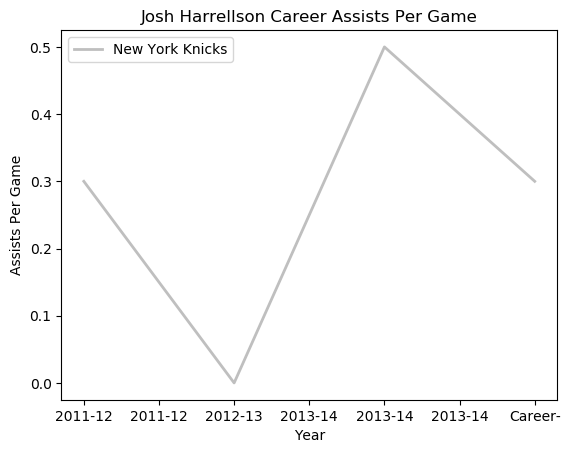 Josh Harrellson Career Assists Per Game
New York Knicks
0.5
0.4
0.3
0.2
0.1
0.0
Assists Per Game
2011-12 2011-12 2012-13 2013-14 2013-14 2013-14 Career-
Year